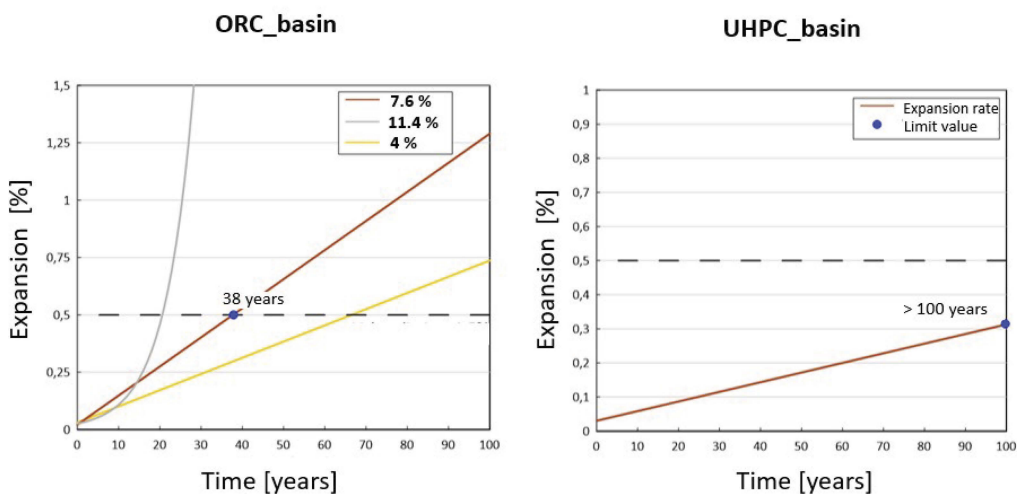 ORC_basin
1,5
1,25
1
0,75
0,5
0,25
0
Expansion [%]
7.6 %
11.4 %
4 %
38 years
0 10 20 30 40 50 60 70 80 90 100
Time [years]
UHPC_basin
1
0,9
0,8
0,7
0,6
0,5
0,4
0,3
0,2
0,1
0
Expansion [%]
Expansion rate
Limit value
> 100 years
0 10 20 30 40 50 60 70 80 90 100
Time [years]